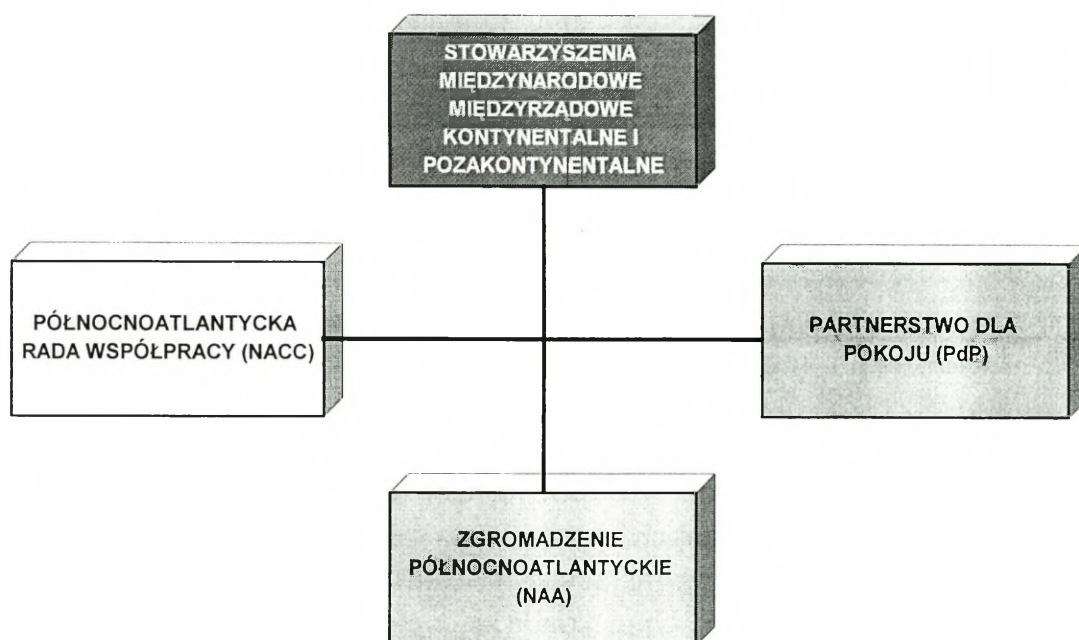 STOWARZYSZENIA
MIĘDZYNARODOWE
MIĘDZYRZĄDOWE
KONTYNENTALNE I
POZAKONTYNENTALNE
PÓŁNOCNOATLANTYCKA
RADA WSPÓŁPRACY (NACC)
PARTNERSTWO DLA
POKOJU (PdP)
ZGROMADZENIE
PÓŁNOCNOATLANTYCKIE
(NAA)